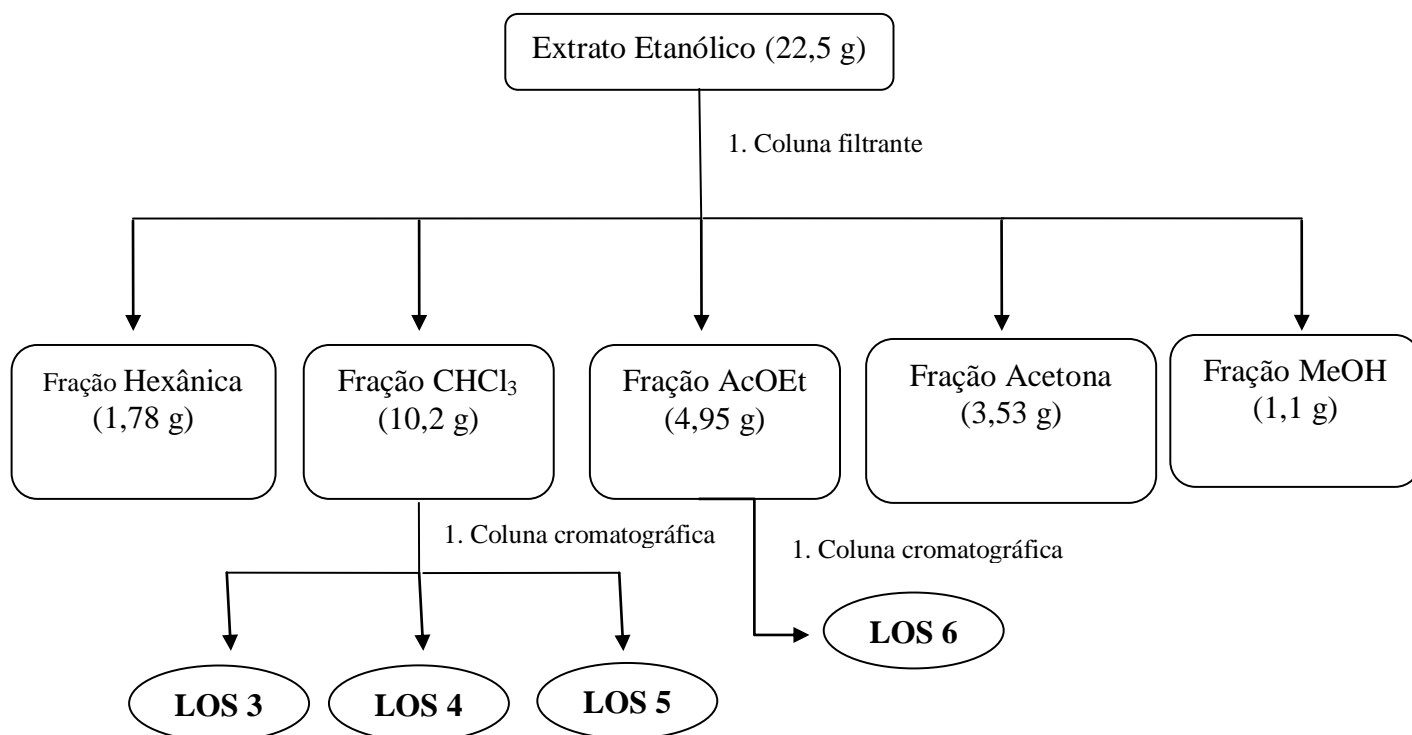 Extrato Etanólico (22,5 g)
1. Coluna filtrante
Fração Hexânica
(1,78 g)
Fração CHCl₃
(10,2 g)
Fração AcOEt
(4,95 g)
Fração Acetona
(3,53 g)
Fração MeOH
(1,1 g)
1. Coluna cromatográfica
1. Coluna cromatográfica
LOS 3
LOS 4
LOS 5
LOS 6